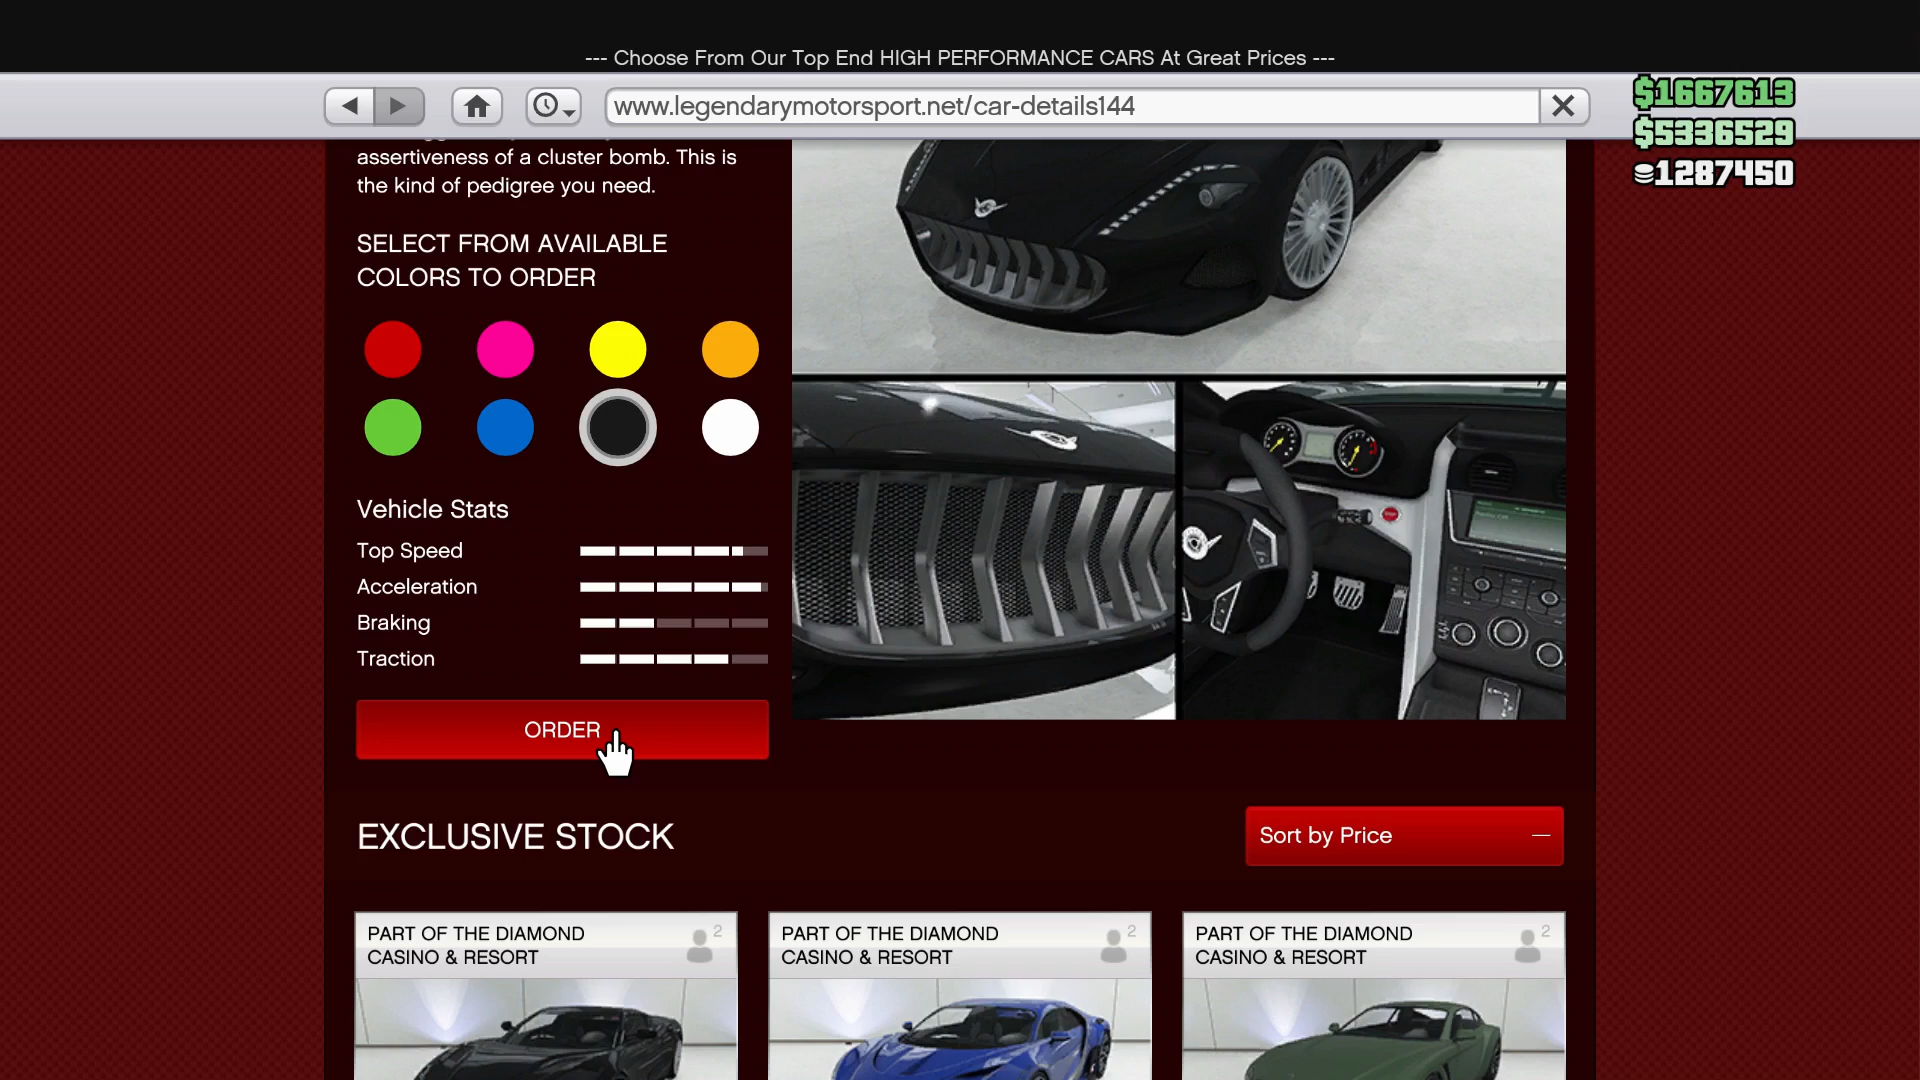 --- Choose From Our Top End HIGH PERFORMANCE CARS At Great Prices ---
www.legendarymotorsport.net/car-details144
$1667613
$5336529
1287450
assertiveness of a cluster bomb. This is
the kind of pedigree you need.
SELECT FROM AVAILABLE
COLORS TO ORDER
Vehicle Stats
Top Speed
Acceleration
Braking
Traction
ORDER
EXCLUSIVE STOCK
Sort by Price
PART OF THE DIAMOND
CASINO & RESORT
2
PART OF THE DIAMOND
CASINO & RESORT
2
PART OF THE DIAMOND
CASINO & RESORT
2